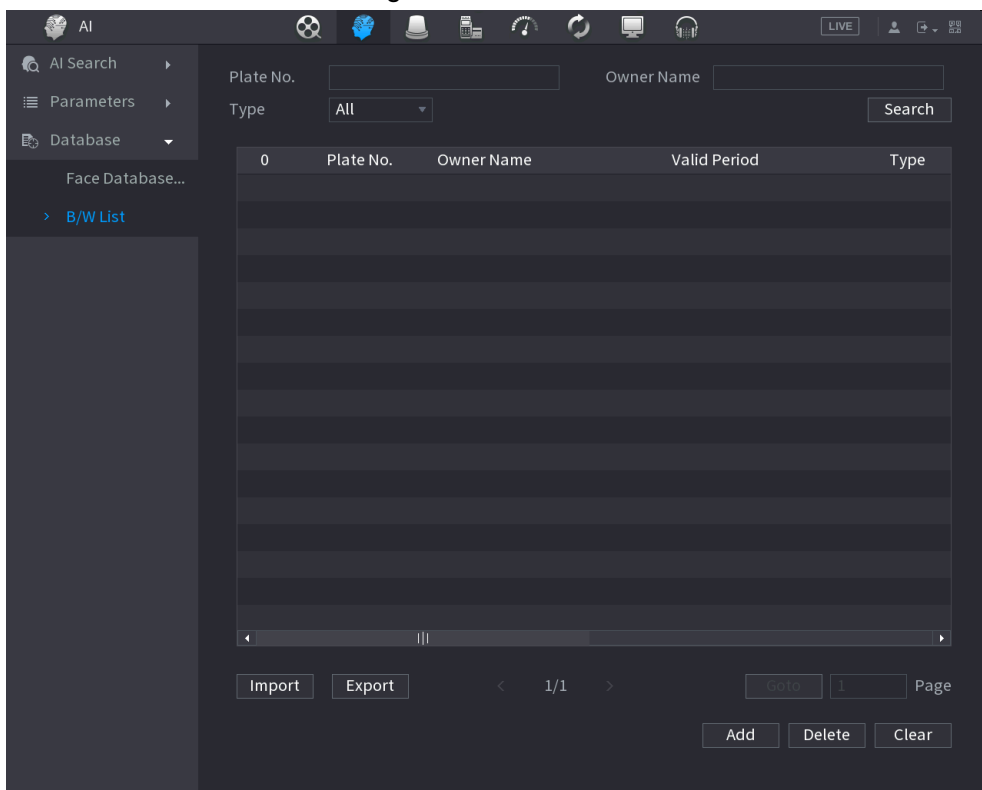 AI
LIVE
AI Search
Parameters
Database
Face Database...
B/W List
Plate No.
Owner Name
Type
All
Search
0 Plate No. Owner Name Valid Period Type
Import
Export
1/1
Goto
1
Page
Add
Delete
Clear